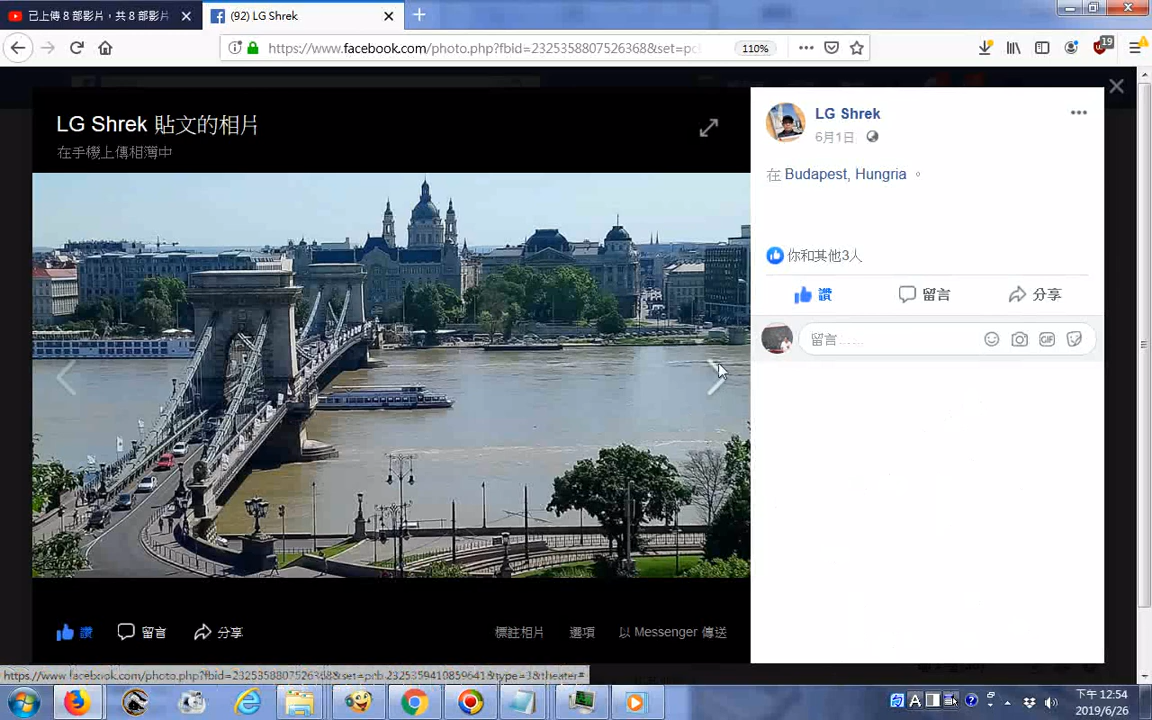 已上傳 8 部影片，共 8 部影片
(92) LG Shrek
https://www.facebook.com/photo.php?fbid=2325358807526368&set=pc
110%
19
LG Shrek 貼文的相片
在手機上傳相簿中
LG Shrek
6月1日
在 Budapest, Hungria 。
你和其他3人
讚 留言 分享
留言......
GIF
讚 留言 分享 標註相片 選項 以 Messenger 傳送
https://www.facebook.com/photo.php?fbid=2325358807526368&set=pcb.2325359410859641&type=3&theater#
下午 12:54
2019/6/26